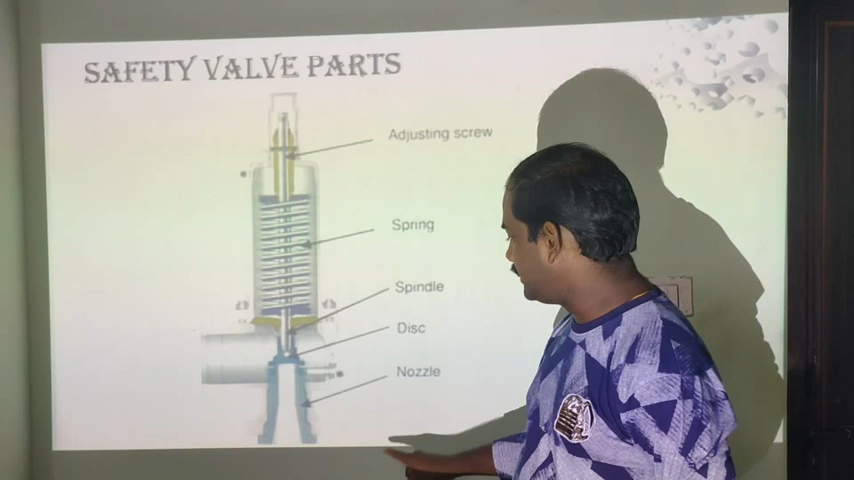 SAFETY VALVE PARTS
Adjusting screw
Spring
Spindle
Disc
Nozzle